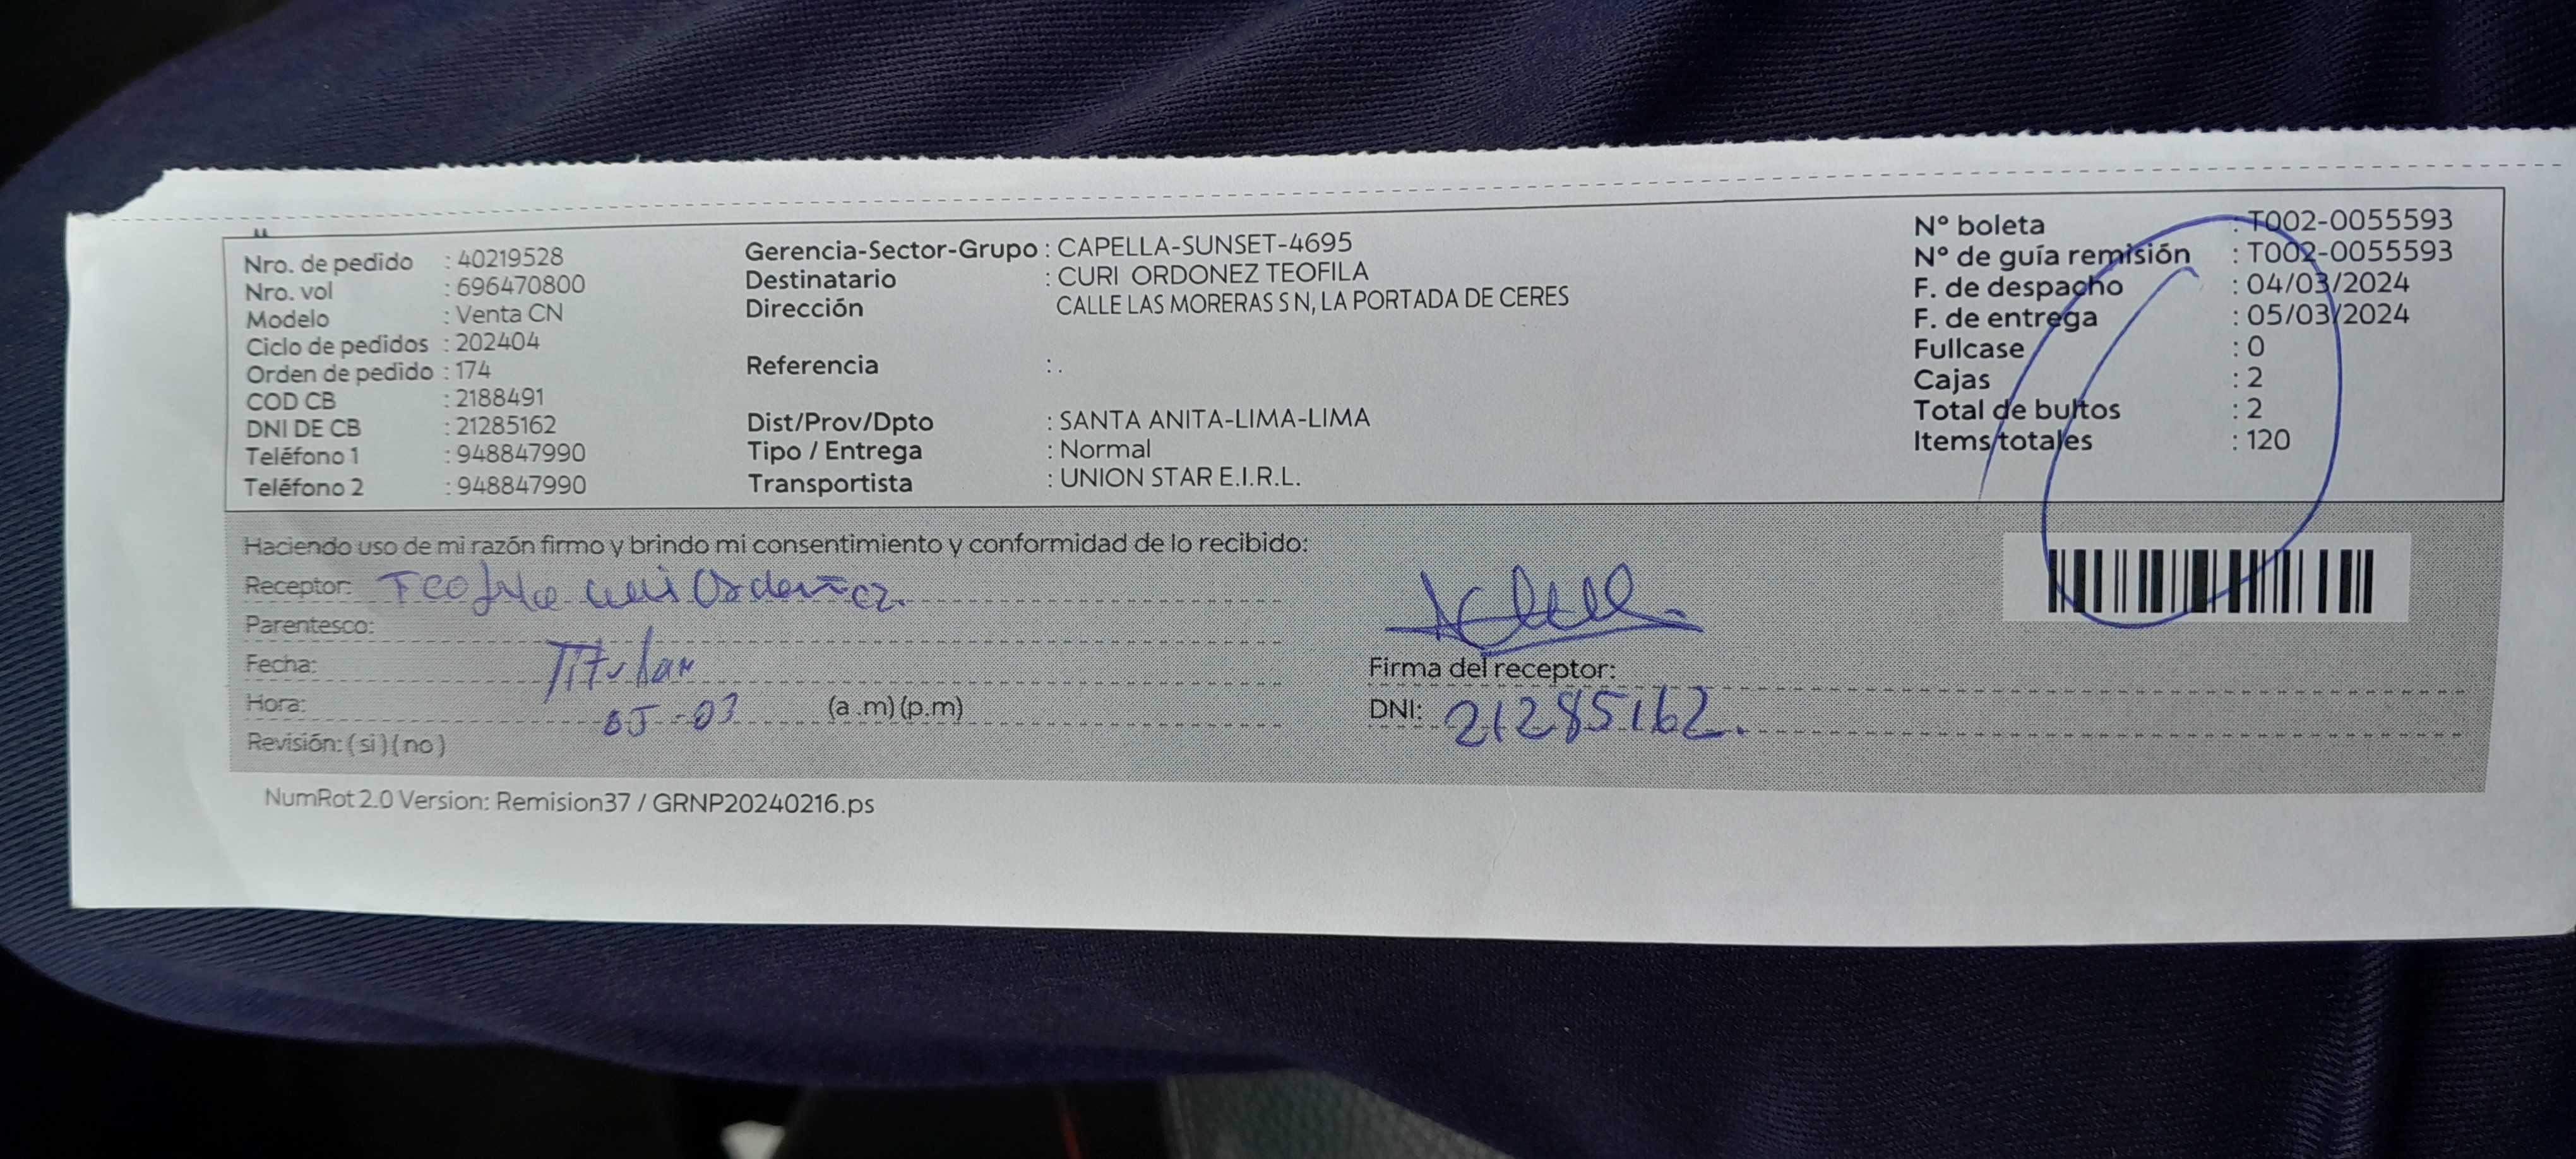 Nro. de pedido : 40219528
Nro. vol : 696470800
Modelo : Venta CN
Ciclo de pedidos : 202404
Orden de pedido : 174
COD CB : 2188491
DNI DE CB : 21285162
Teléfono 1 : 948847990
Teléfono 2 : 948847990
Gerencia-Sector-Grupo : CAPELLA-SUNSET-4695
Destinatario : CURI ORDONEZ TEOFILA
Dirección CALLE LAS MORERAS S N, LA PORTADA DE CERES
Referencia : .
Dist/Prov/Dpto : SANTA ANITA-LIMA-LIMA
Tipo / Entrega : Normal
Transportista : UNION STAR E.I.R.L.
N° boleta : T002-0055593
N° de guía remisión : T002-0055593
F. de despacho : 04/03/2024
F. de entrega : 05/03/2024
Fullcase : 0
Cajas : 2
Total de bultos : 2
Items totales : 120
Haciendo uso de mi razón firmo y brindo mi consentimiento y conformidad de lo recibido:
Receptor: Teofila Curi Ordoñez.
Parentesco:
Fecha: Titular
Hora: 05-03 (a .m) (p.m)
Revisión: ( si ) ( no )
Firma del receptor:
DNI: 21285162.
NumRot 2.0 Version: Remision37 / GRNP20240216.ps